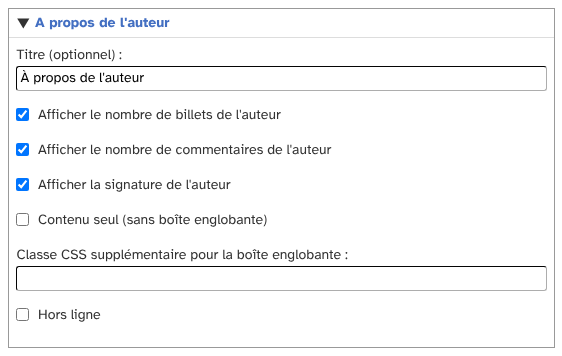 A propos de l'auteur
Titre (optionnel) :
À propos de l'auteur
Afficher le nombre de billets de l'auteur
Afficher le nombre de commentaires de l'auteur
Afficher la signature de l'auteur
Contenu seul (sans boîte englobante)
Classe CSS supplémentaire pour la boîte englobante :
Hors ligne